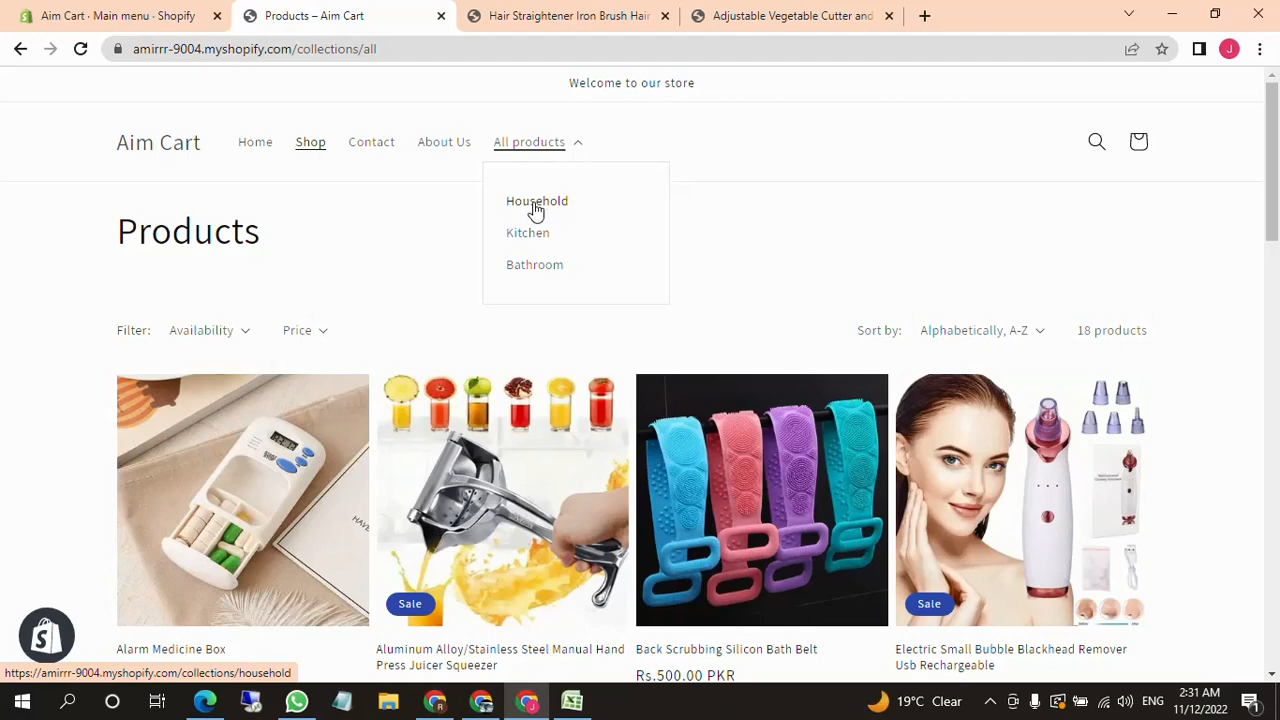 Aim Cart · Main menu · Shopify
Products – Aim Cart
Hair Straightener Iron Brush Hair
Adjustable Vegetable Cutter and
amirrr-9004.myshopify.com/collections/all
J
Welcome to our store
Aim Cart
Home
Shop
Contact
About Us
All products
Household
Kitchen
Bathroom
Products
Filter:
Availability
Price
Sort by:
Alphabetically, A-Z
18 products
Sale
Sale
Alarm Medicine Box
Aluminum Alloy/Stainless Steel Manual Hand
Press Juicer Squeezer
Back Scrubbing Silicon Bath Belt
Rs.500.00 PKR
Electric Small Bubble Blackhead Remover
Usb Rechargeable
https://amirrr-9004.myshopify.com/collections/household
19°C Clear
ENG
2:31 AM
11/12/2022